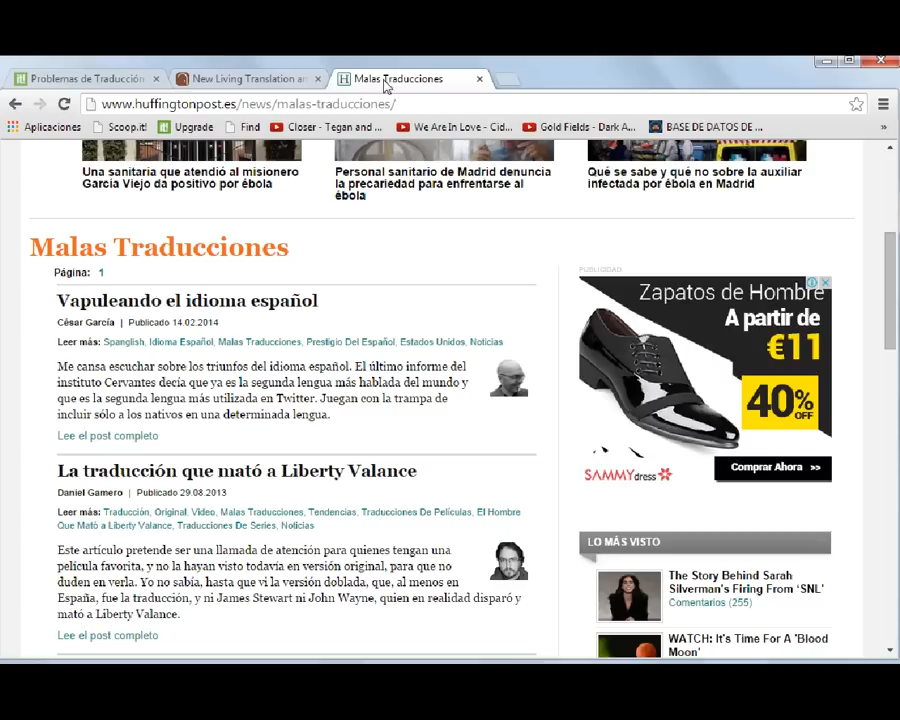 Problemas de Traducción
New Living Translation an
Malas Traducciones
www.huffingtonpost.es/news/malas-traducciones/
Aplicaciones
Scoop.it!
Upgrade
Find
Closer - Tegan and ...
We Are In Love - Cid...
Gold Fields - Dark A...
BASE DE DATOS DE ...
»
Una sanitaria que atendió al misionero
García Viejo da positivo por ébola
Personal sanitario de Madrid denuncia
la precariedad para enfrentarse al
ébola
Qué se sabe y qué no sobre la auxiliar
infectada por ébola en Madrid
Malas Traducciones
Página: 1
Vapuleando el idioma español
César García | Publicado 14.02.2014
Leer más: Spanglish, Idioma Español, Malas Traducciones, Prestigio Del Español, Estados Unidos, Noticias
Me cansa escuchar sobre los triunfos del idioma español. El último informe del
instituto Cervantes decía que ya es la segunda lengua más hablada del mundo y
que es la segunda lengua más utilizada en Twitter. Juegan con la trampa de
incluir sólo a los nativos en una determinada lengua.
Lee el post completo
La traducción que mató a Liberty Valance
Daniel Gamero | Publicado 29.08.2013
Leer más: Traducción, Original, Video, Malas Traducciones, Tendencias, Traducciones De Películas, El Hombre
Que Mató a Liberty Valance, Traducciones De Series, Noticias
Este artículo pretende ser una llamada de atención para quienes tengan una
película favorita, y no la hayan visto todavía en versión original, para que no
duden en verla. Yo no sabía, hasta que vi la versión doblada, que, al menos en
España, fue la traducción, y ni James Stewart ni John Wayne, quien en realidad disparó y
mató a Liberty Valance.
Lee el post completo
PUBLICIDAD
Zapatos de Hombre
A partir de
€11
40% OFF
SAMMYdress
Comprar Ahora >>
LO MÁS VISTO
The Story Behind Sarah
Silverman's Firing From 'SNL'
Comentarios (255)
WATCH: It's Time For A 'Blood
Moon'